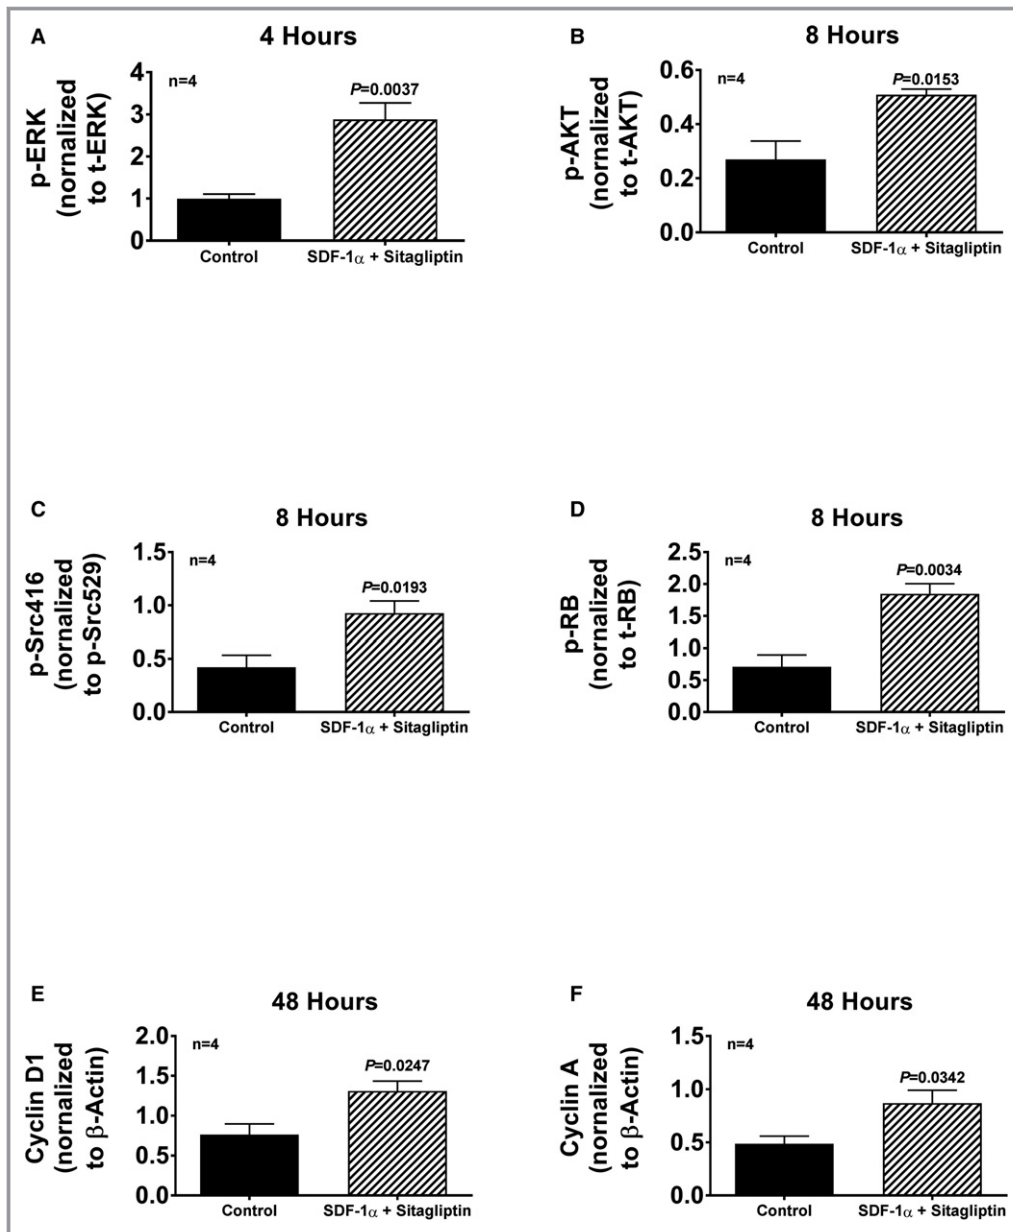 A
4 Hours
p-ERK
(nornalized
to t-ERK)
4
3
2
1
0
n=4
P=0.0037
Control
SDF-1α + Sitagliptin
B
8 Hours
p-AKT
(normalized
to t-AKT)
0.6
0.4
0.2
0.0
n=4
P=0.0153
Control
SDF-1α + Sitagliptin
C
8 Hours
p-Src416
(normalized
to p-Src529)
1.5
1.0
0.5
0.0
n=4
P=0.0193
Control
SDF-1α + Sitagliptin
D
8 Hours
p-RB
(normalized
to t-RB)
2.5
2.0
1.5
1.0
0.5
0.0
n=4
P=0.0034
Control
SDF-1α + Sitagliptin
E
48 Hours
Cyclin D1
(normalized
to β-Actin)
2.0
1.5
1.0
0.5
0.0
n=4
P=0.0247
Control
SDF-1α + Sitagliptin
F
48 Hours
Cyclin A
(normalized
to β-Actin)
1.5
1.0
0.5
0.0
n=4
P=0.0342
Control
SDF-1α + Sitagliptin